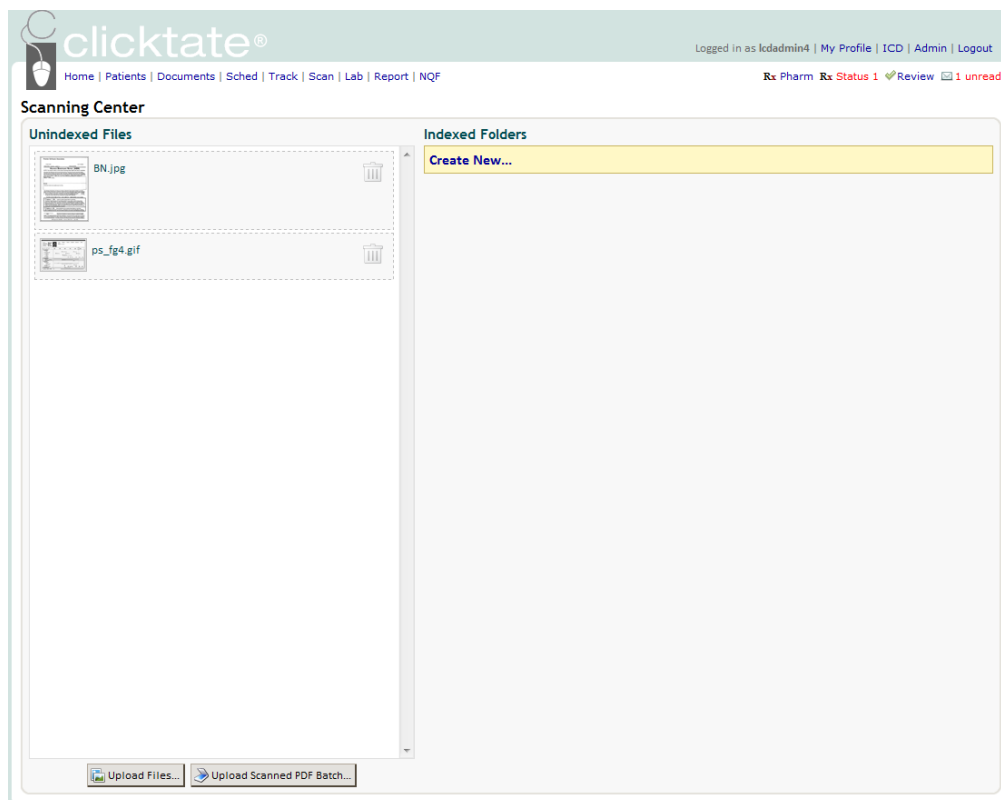 clicktate®
Logged in as lcdadmin4 | My Profile | ICD | Admin | Logout
Home | Patients | Documents | Sched | Track | Scan | Lab | Report | NQF
Rx Pharm Rx Status 1 Review 1 unread
Scanning Center
Unindexed Files
Indexed Folders
BN.jpg
Create New...
ps_fg4.gif
Upload Files...
Upload Scanned PDF Batch...